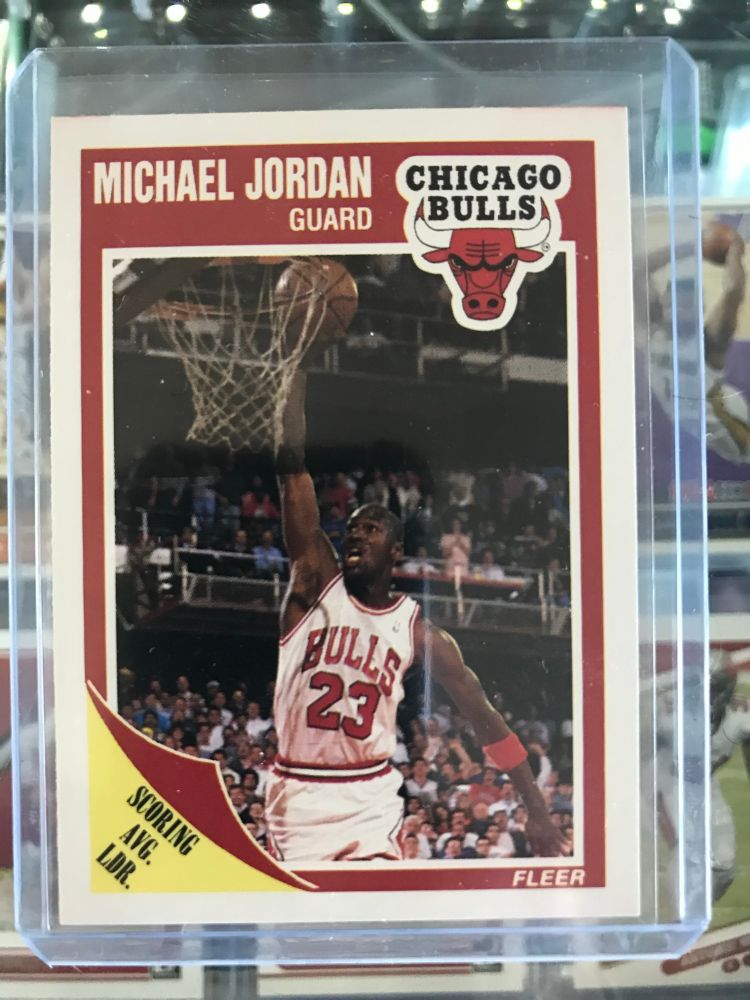 MICHAEL JORDAN
GUARD
CHICAGO
BULLS
®
BULLS
23
SCORING
AVG.
LDR.
FLEER